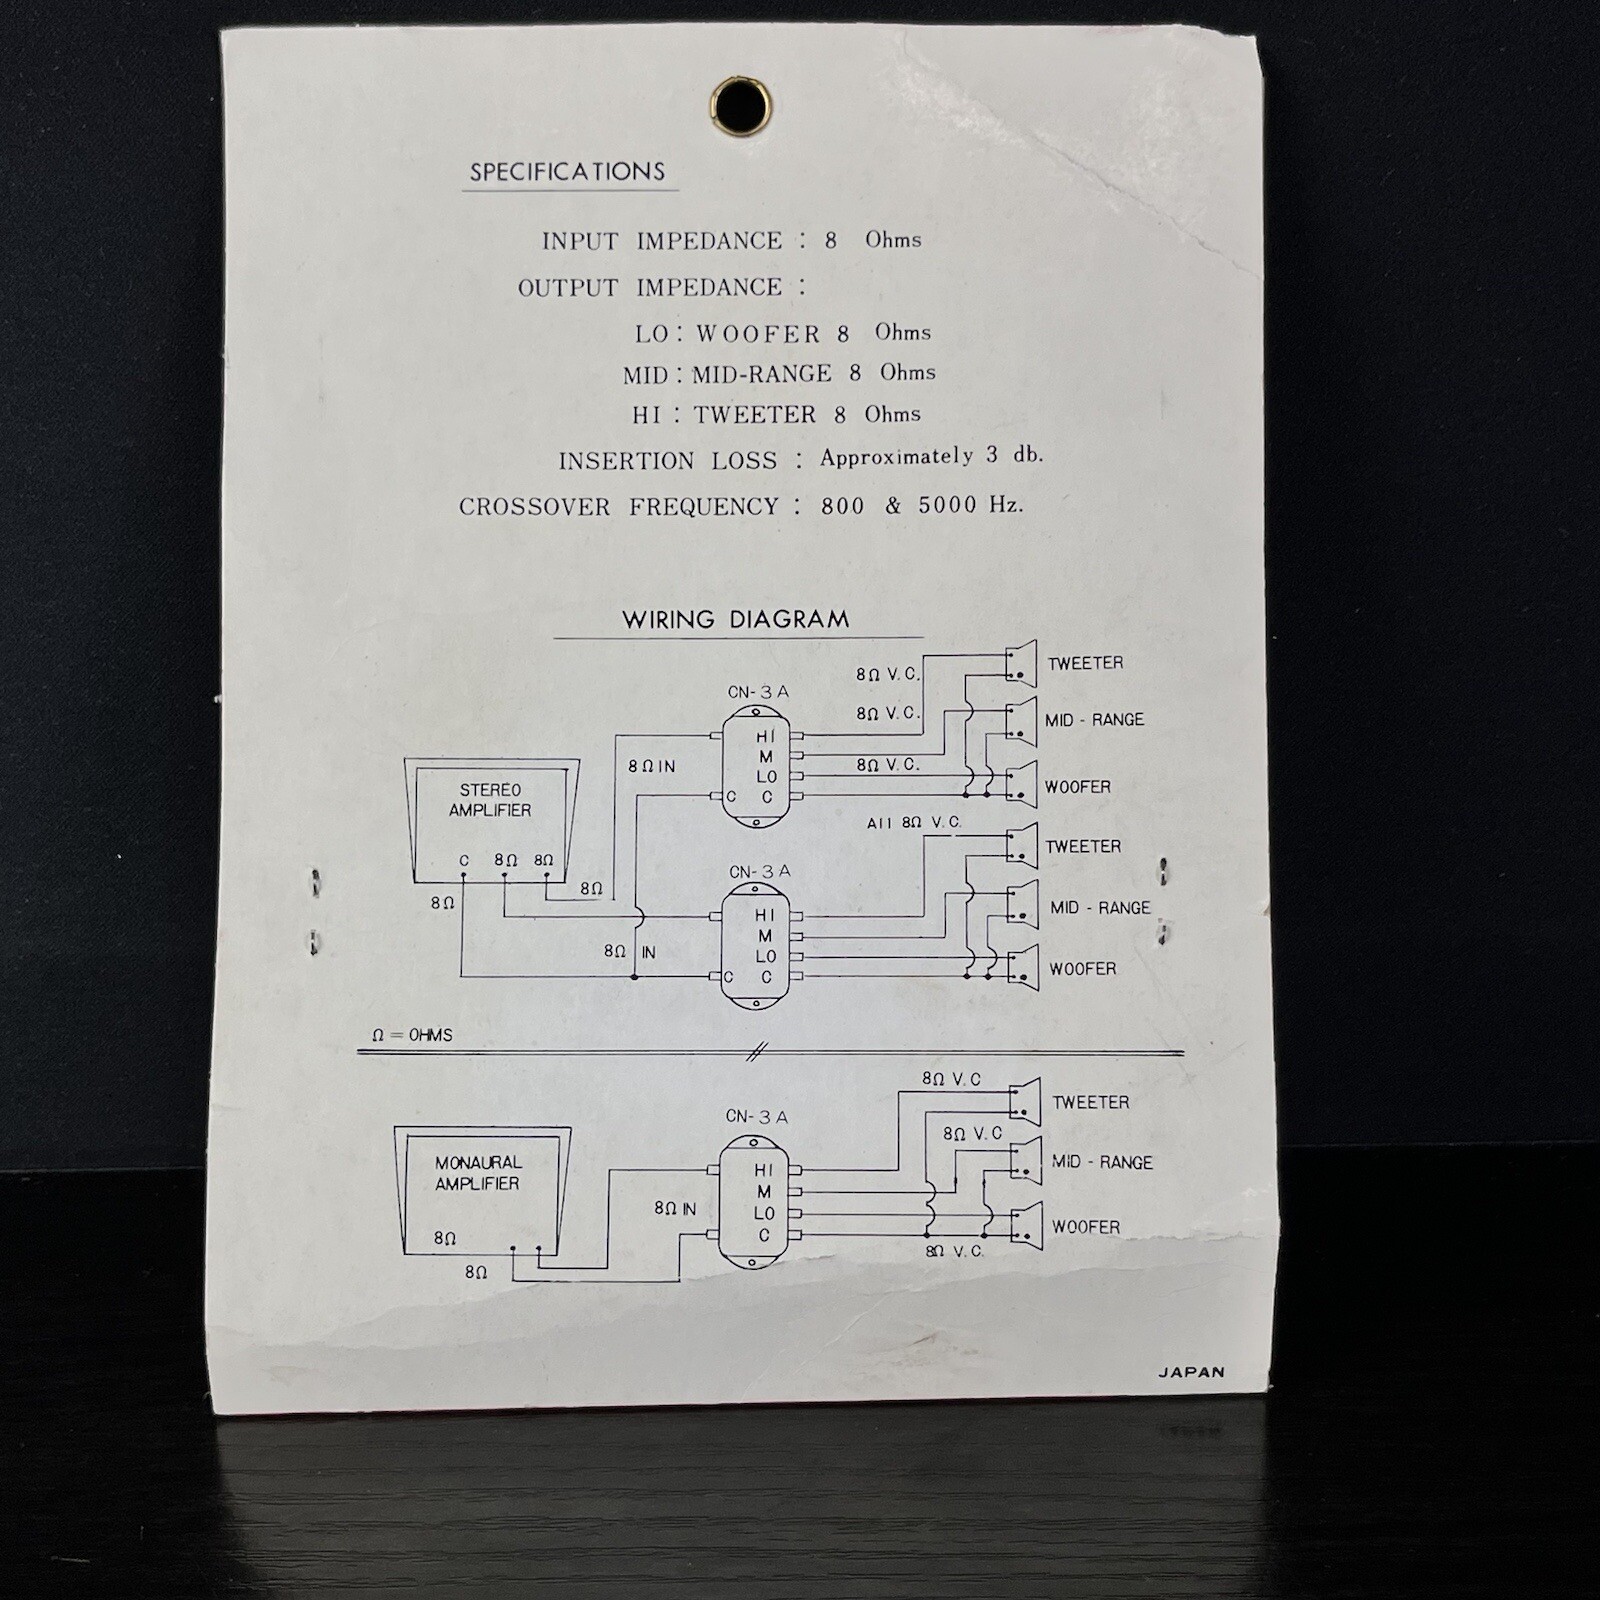 SPECIFICATIONS
INPUT IMPEDANCE : 8 Ohms
OUTPUT IMPEDANCE :
LO : WOOFER 8 Ohms
MID : MID-RANGE 8 Ohms
HI : TWEETER 8 Ohms
INSERTION LOSS : Approximately 3 db.
CROSSOVER FREQUENCY : 800 & 5000 Hz.
WIRING DIAGRAM
8Ω V.C. TWEETER
CN-3A
8Ω V.C. MID - RANGE
HI
M
8Ω IN
8Ω V.C.
LO
STEREO WOOFER
AMPLIFIER
C C
All 8Ω V.C.
TWEETER
C 8Ω 8Ω
CN-3A
8Ω
8Ω
MID - RANGE
HI
M
8Ω IN
LO
WOOFER
C C
Ω = OHMS
8Ω V.C
TWEETER
CN-3A
8Ω V.C
MONAURAL
AMPLIFIER
MID - RANGE
HI
M
8Ω IN
LO
WOOFER
8Ω
C
8Ω V.C.
8Ω
JAPAN